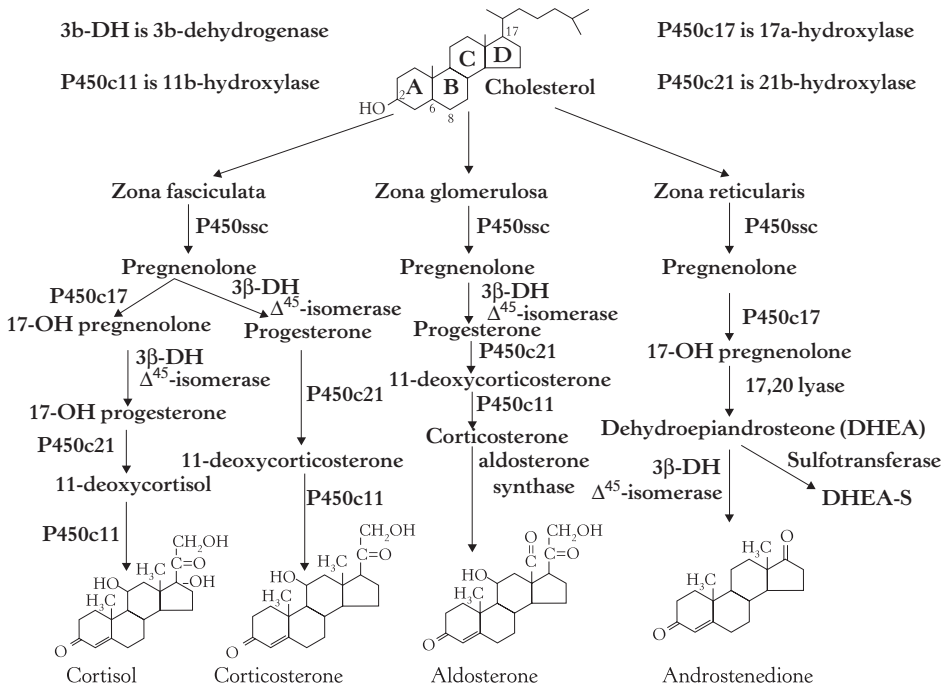 3b-DH is 3b-dehydrogenase
P450c11 is 11b-hydroxylase
P450c17 is 17a-hydroxylase
P450c21 is 21b-hydroxylase
17
C
D
A
B
2
6
8
HO
Cholesterol
Zona fasciculata
P450ssc
Pregnenolone
P450c17
3β-DH
Δ⁴⁵-isomerase
17-OH pregnenolone
Progesterone
3β-DH
Δ⁴⁵-isomerase
P450c21
17-OH progesterone
P450c21
11-deoxycorticosterone
11-deoxycortisol
P450c11
P450c11
CH₂OH
C=O
H₃C
OH
HO
H₃C
O
Cortisol
CH₂OH
C=O
H₃C
HO
H₃C
O
Corticosterone
Zona glomerulosa
P450ssc
Pregnenolone
3β-DH
Δ⁴⁵-isomerase
Progesterone
P450c21
11-deoxycorticosterone
P450c11
Corticosterone
aldosterone
synthase
CH₂OH
O
C
C=O
HO
H₃C
O
Aldosterone
Zona reticularis
P450ssc
Pregnenolone
P450c17
17-OH pregnenolone
17,20 lyase
Dehydroepiandrosteone (DHEA)
3β-DH
Δ⁴⁵-isomerase
Sulfotransferase
DHEA-S
O
H₃C
H₃C
O
Androstenedione